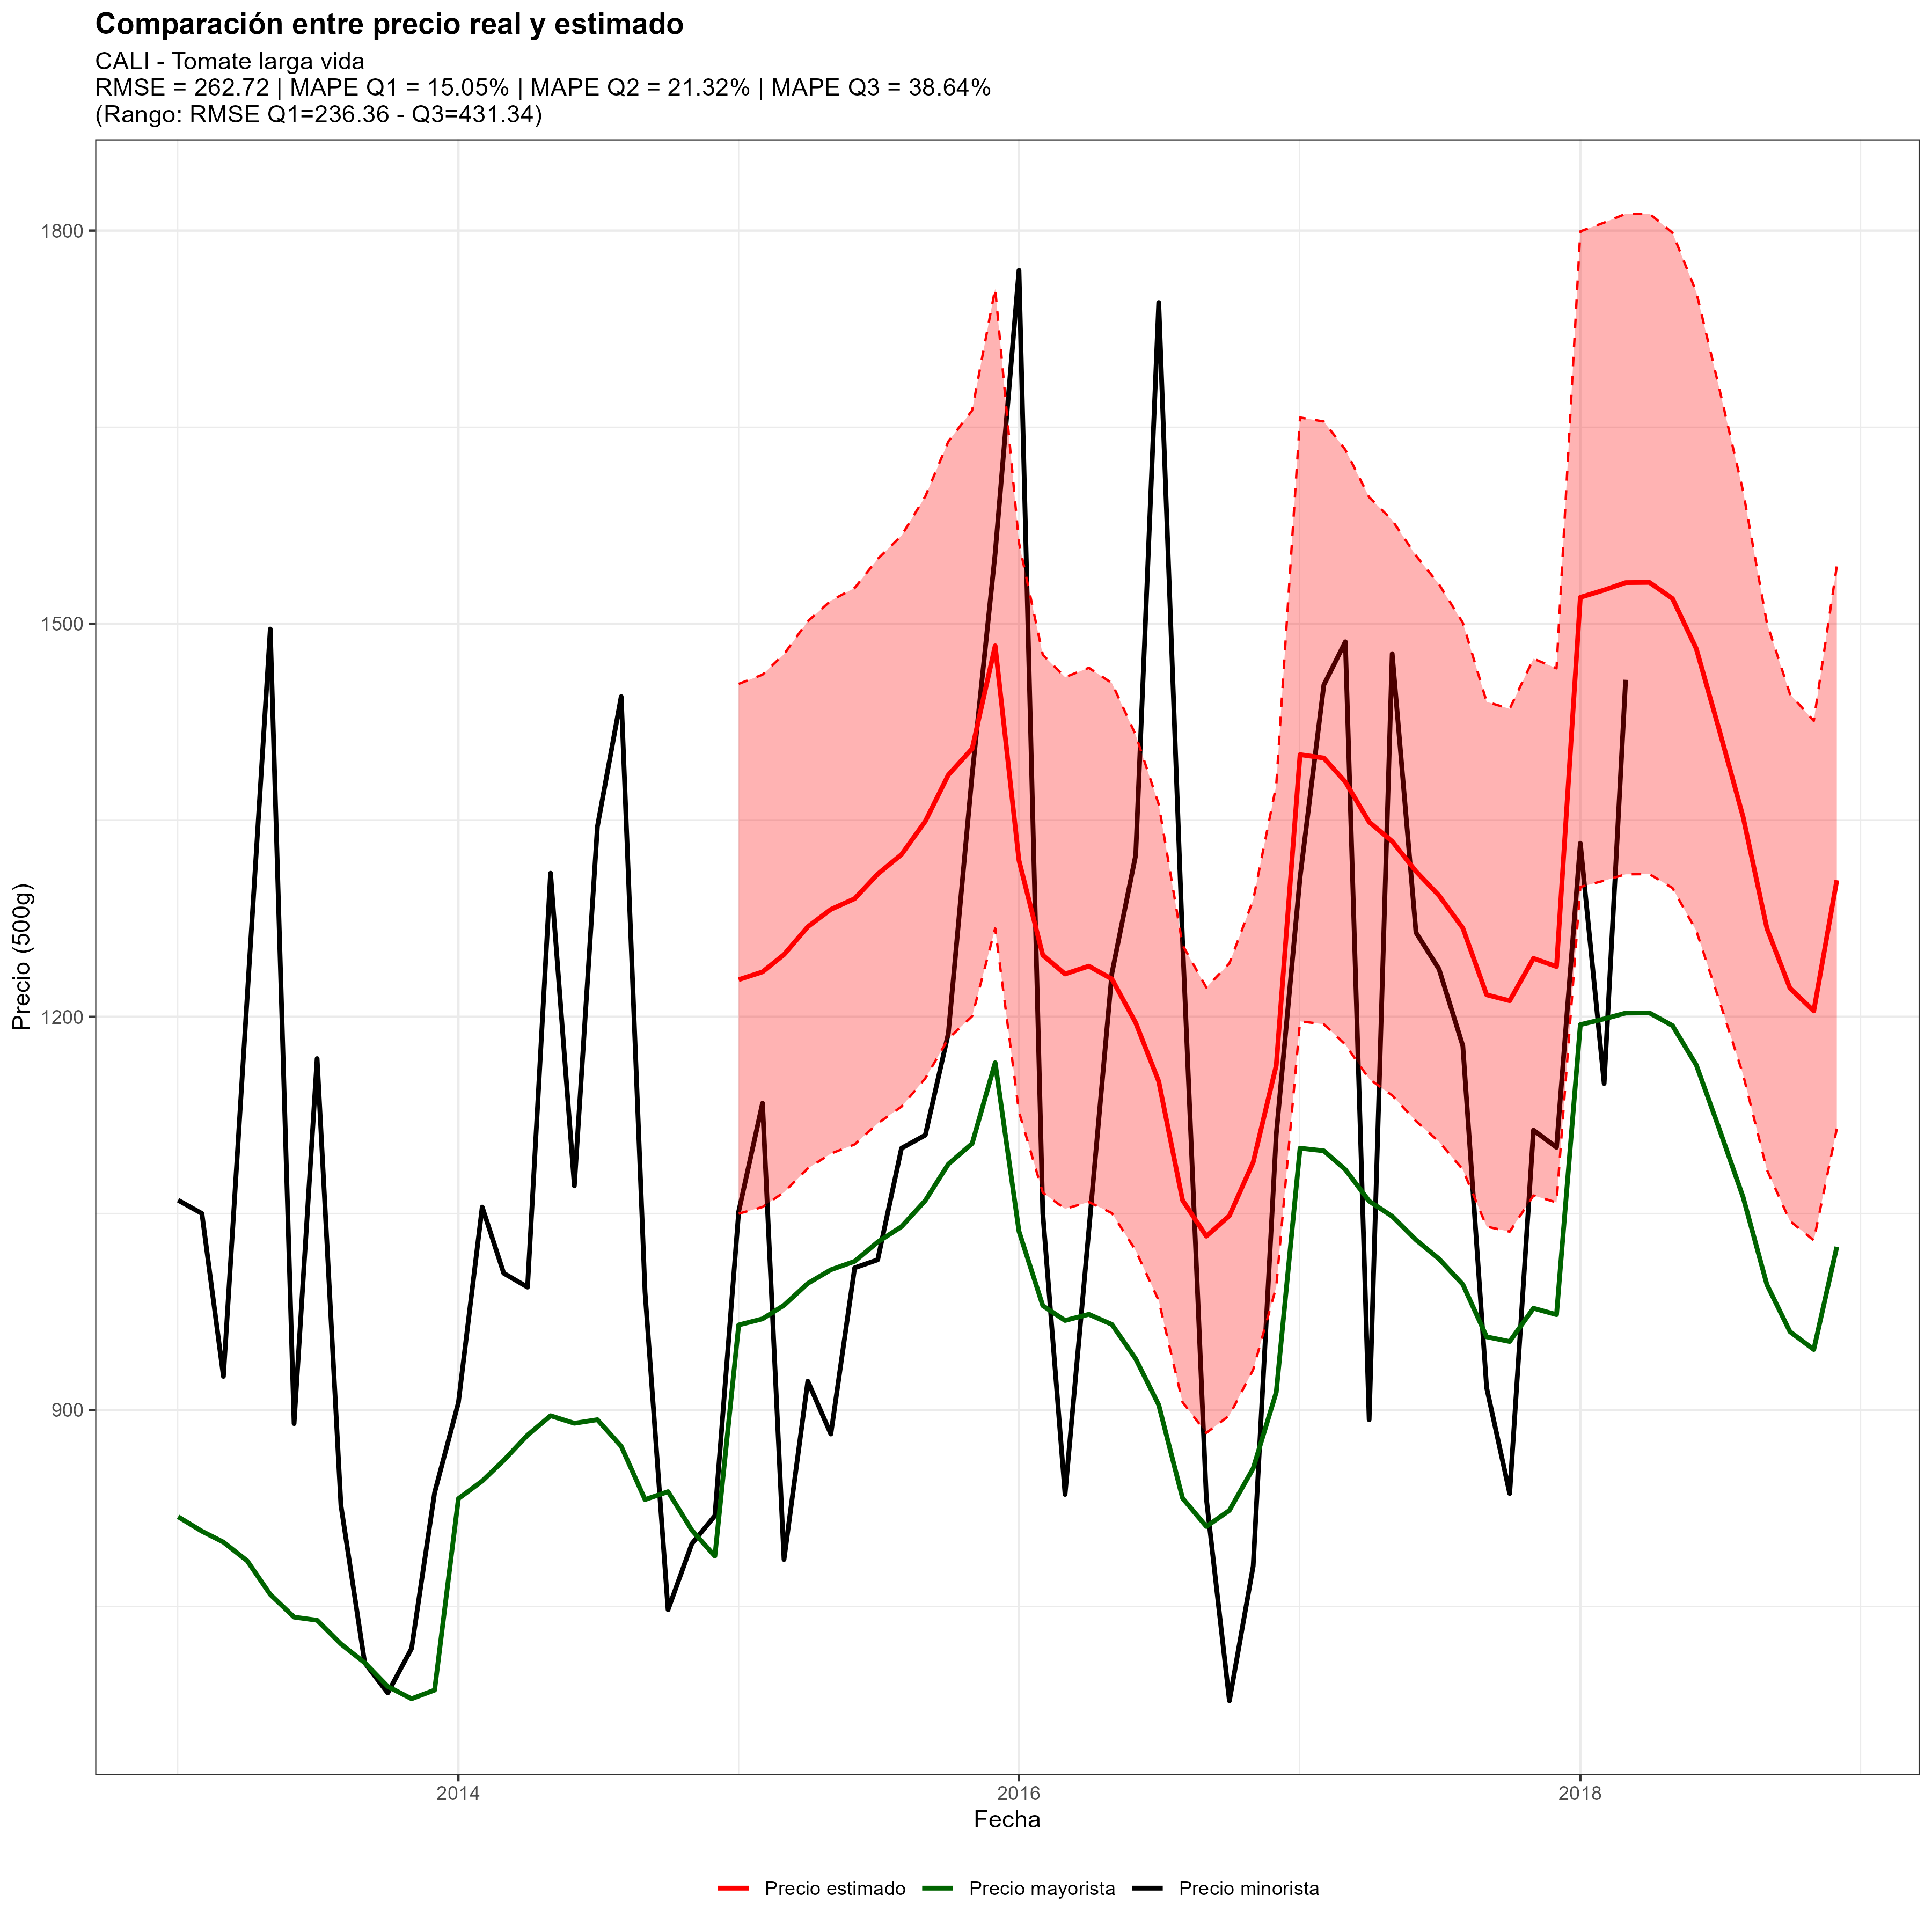 Comparación entre precio real y estimado
CALI - Tomate larga vida
RMSE = 262.72 | MAPE Q1 = 15.05% | MAPE Q2 = 21.32% | MAPE Q3 = 38.64%
(Rango: RMSE Q1=236.36 - Q3=431.34)
Precio (500g)
1800
1500
1200
900
2014
2016
2018
Fecha
Precio estimado
Precio mayorista
Precio minorista